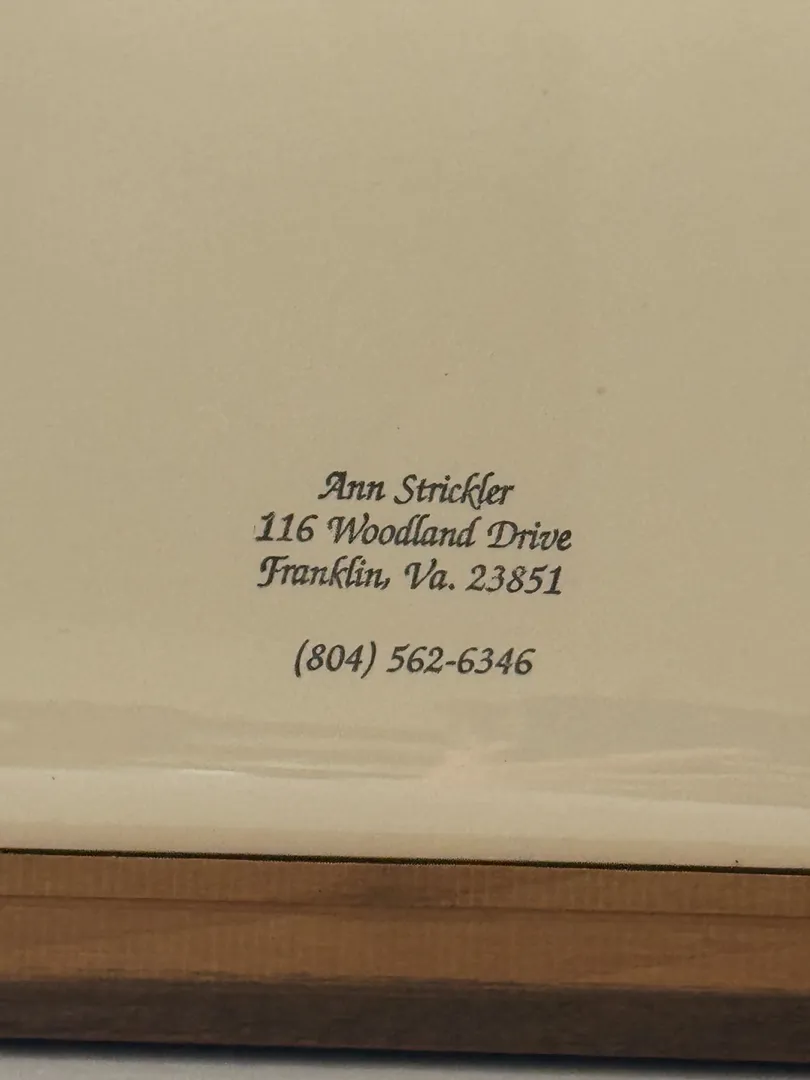 Ann Strickler
116 Woodland Drive
Franklin, Va. 23851
(804) 562-6346